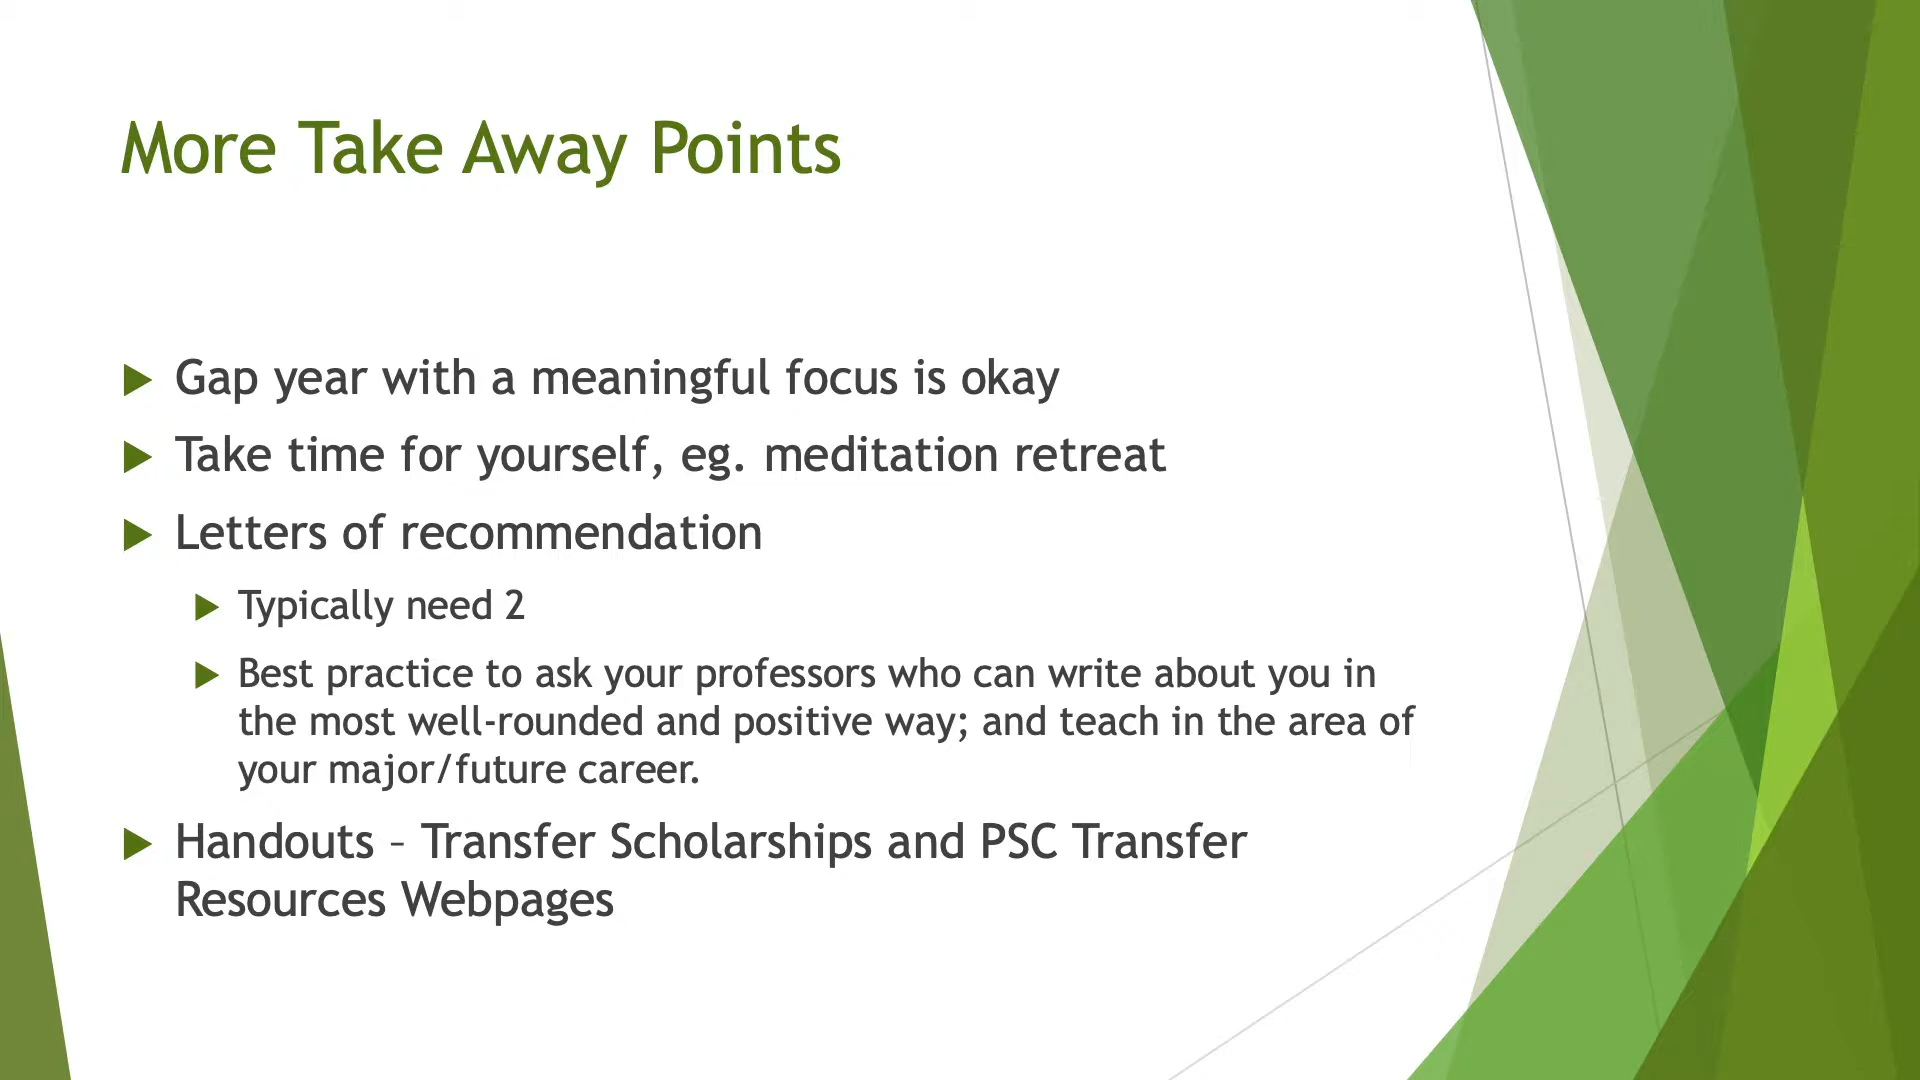 More Take Away Points
Gap year with a meaningful focus is okay
Take time for yourself, eg. meditation retreat
Letters of recommendation
Typically need 2
Best practice to ask your professors who can write about you in
the most well-rounded and positive way; and teach in the area of
your major/future career.
Handouts – Transfer Scholarships and PSC Transfer
Resources Webpages